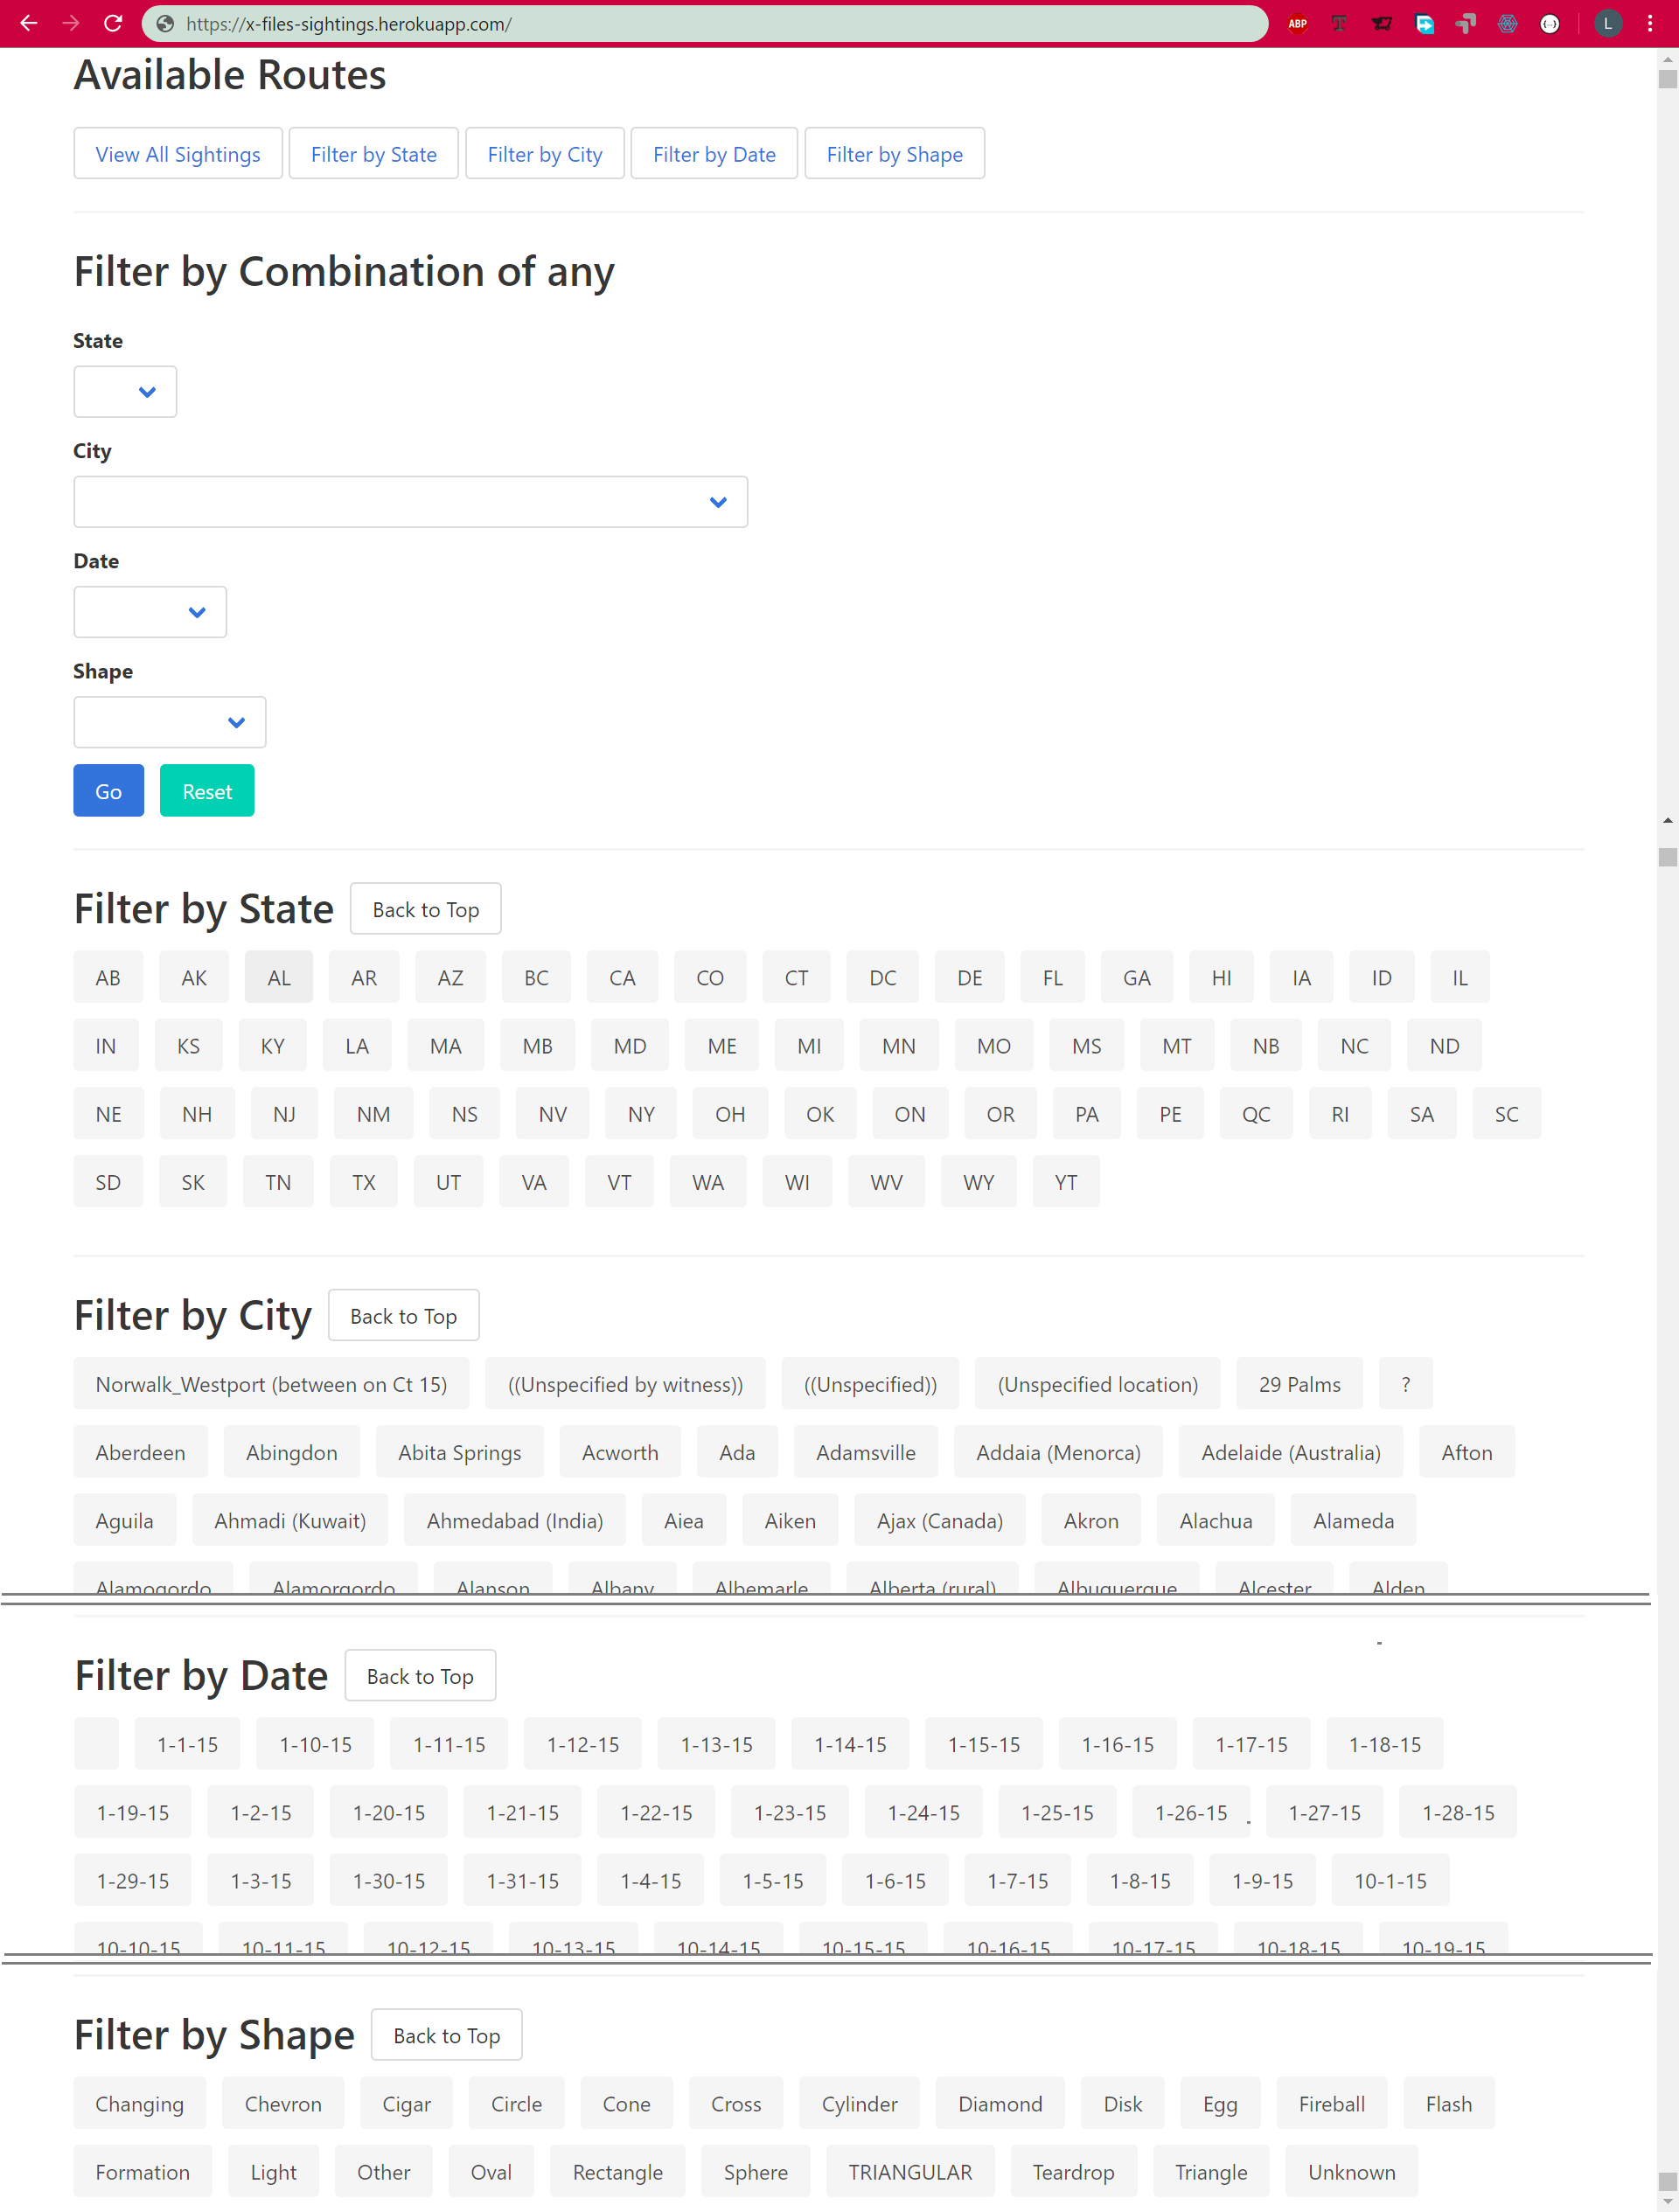 https://x-files-sightings.herokuapp.com/ ABP T {··} L
Available Routes
View All Sightings Filter by State Filter by City Filter by Date Filter by Shape
Filter by Combination of any
State
City
Date
Shape
Go Reset
Filter by State Back to Top
AB AK AL AR AZ BC CA CO CT DC DE FL GA HI IA ID IL
IN KS KY LA MA MB MD ME MI MN MO MS MT NB NC ND
NE NH NJ NM NS NV NY OH OK ON OR PA PE QC RI SA SC
SD SK TN TX UT VA VT WA WI WV WY YT
Filter by City Back to Top
Norwalk_Westport (between on Ct 15) ((Unspecified by witness)) ((Unspecified)) (Unspecified location) 29 Palms ?
Aberdeen Abingdon Abita Springs Acworth Ada Adamsville Addaia (Menorca) Adelaide (Australia) Afton
Aguila Ahmadi (Kuwait) Ahmedabad (India) Aiea Aiken Ajax (Canada) Akron Alachua Alameda
Alamogordo Alamorgordo Alanson Albany Albemarle Alberta (rural) Albuquerque Alcester Alden
Filter by Date Back to Top
1-1-15 1-10-15 1-11-15 1-12-15 1-13-15 1-14-15 1-15-15 1-16-15 1-17-15 1-18-15
1-19-15 1-2-15 1-20-15 1-21-15 1-22-15 1-23-15 1-24-15 1-25-15 1-26-15 1-27-15 1-28-15
1-29-15 1-3-15 1-30-15 1-31-15 1-4-15 1-5-15 1-6-15 1-7-15 1-8-15 1-9-15 10-1-15
10-10-15 10-11-15 10-12-15 10-13-15 10-14-15 10-15-15 10-16-15 10-17-15 10-18-15 10-19-15
Filter by Shape Back to Top
Changing Chevron Cigar Circle Cone Cross Cylinder Diamond Disk Egg Fireball Flash
Formation Light Other Oval Rectangle Sphere TRIANGULAR Teardrop Triangle Unknown